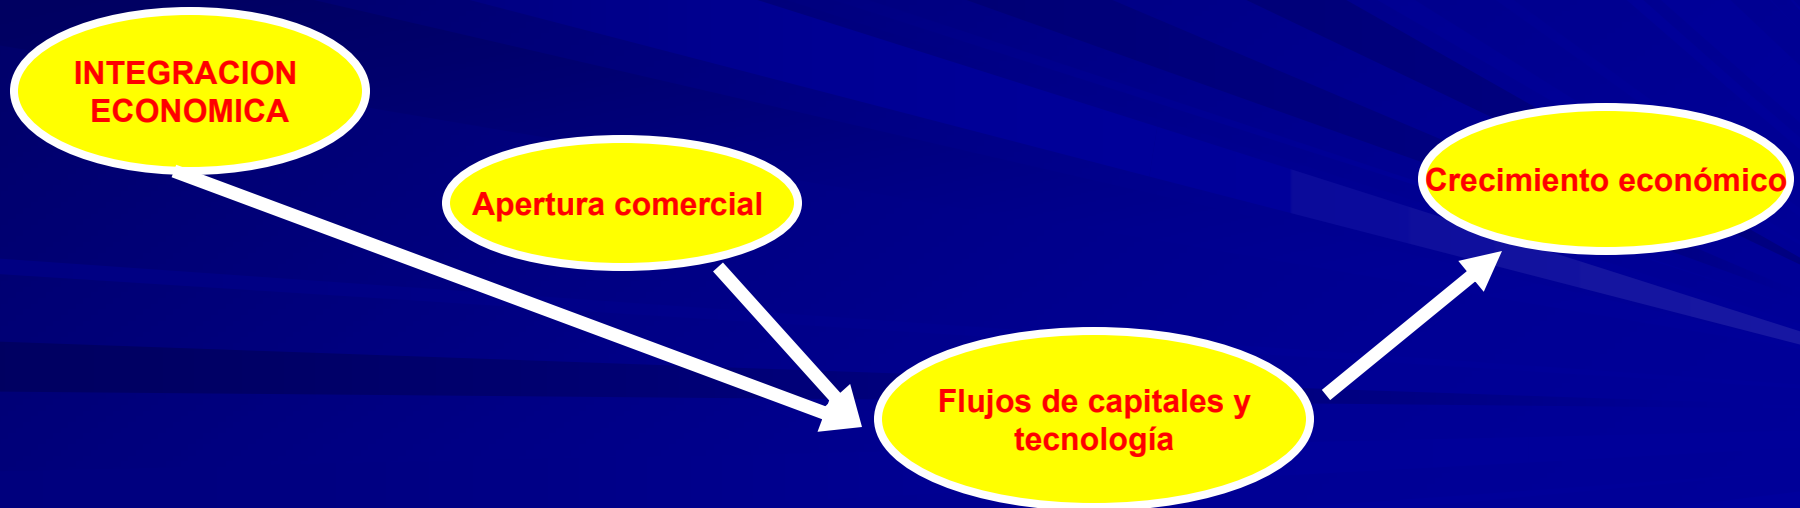 INTEGRACION
ECONOMICA
Apertura comercial
Crecimiento económico
Flujos de capitales y
tecnología